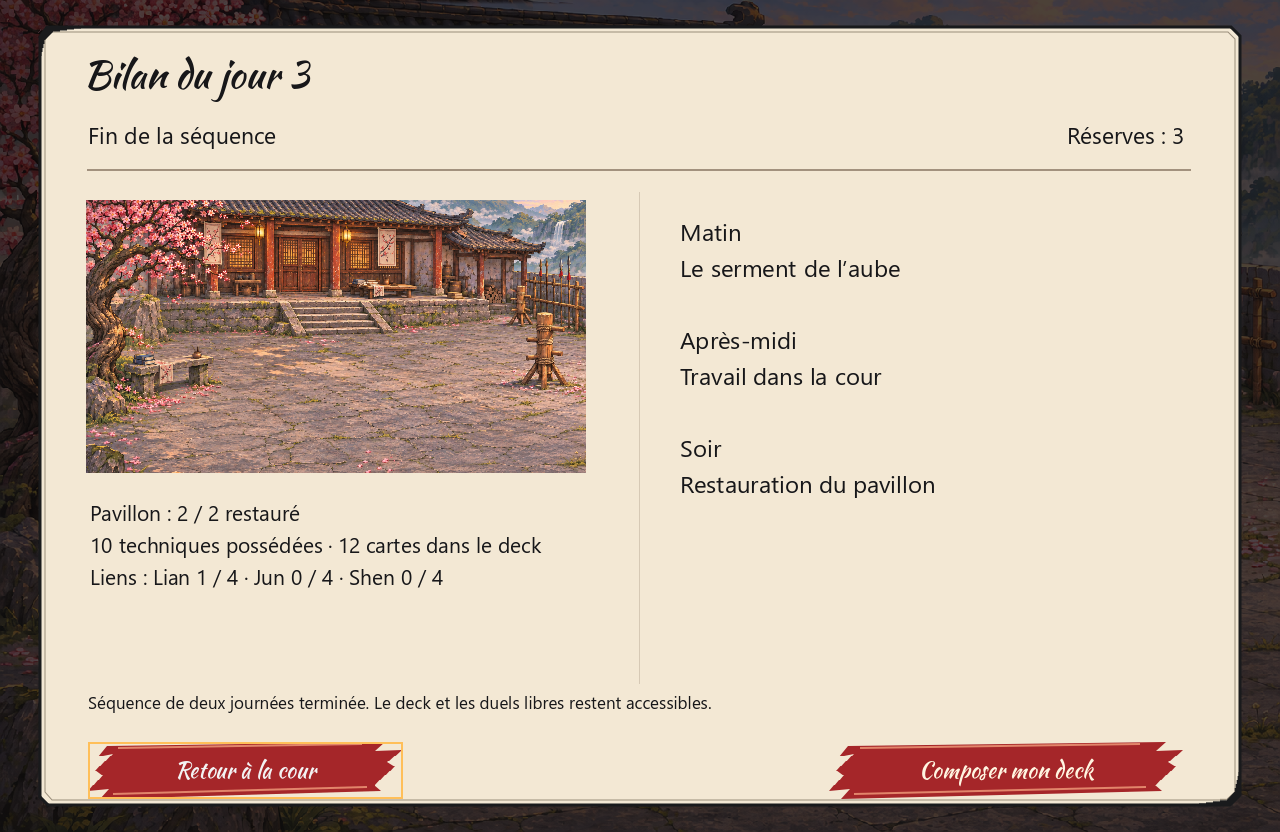 Bilan du jour 3
Fin de la séquence
Réserves : 3
Matin
Le serment de l’aube
Après-midi
Travail dans la cour
Soir
Restauration du pavillon
Pavillon : 2 / 2 restauré
10 techniques possédées · 12 cartes dans le deck
Liens : Lian 1 / 4 · Jun 0 / 4 · Shen 0 / 4
Séquence de deux journées terminée. Le deck et les duels libres restent accessibles.
Retour à la cour
Composer mon deck